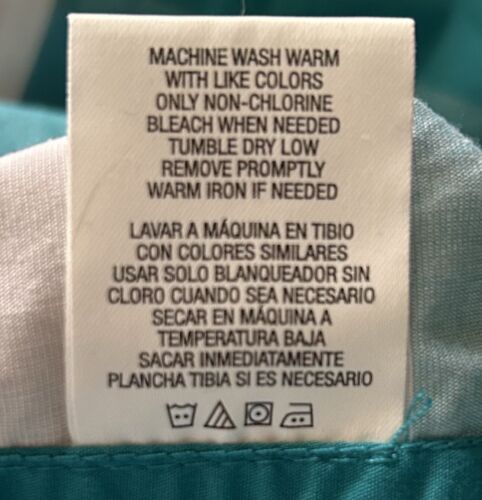 MACHINE WASH WARM
WITH LIKE COLORS
ONLY NON-CHLORINE
BLEACH WHEN NEEDED
TUMBLE DRY LOW
REMOVE PROMPTLY
WARM IRON IF NEEDED
LAVAR A MÁQUINA EN TIBIO
CON COLORES SIMILARES
USAR SOLO BLANQUEADOR SIN
CLORO CUANDO SEA NECESARIO
SECAR EN MÁQUINA A
TEMPERATURA BAJA
SACAR INMEDIATAMENTE
PLANCHA TIBIA SI ES NECESARIO